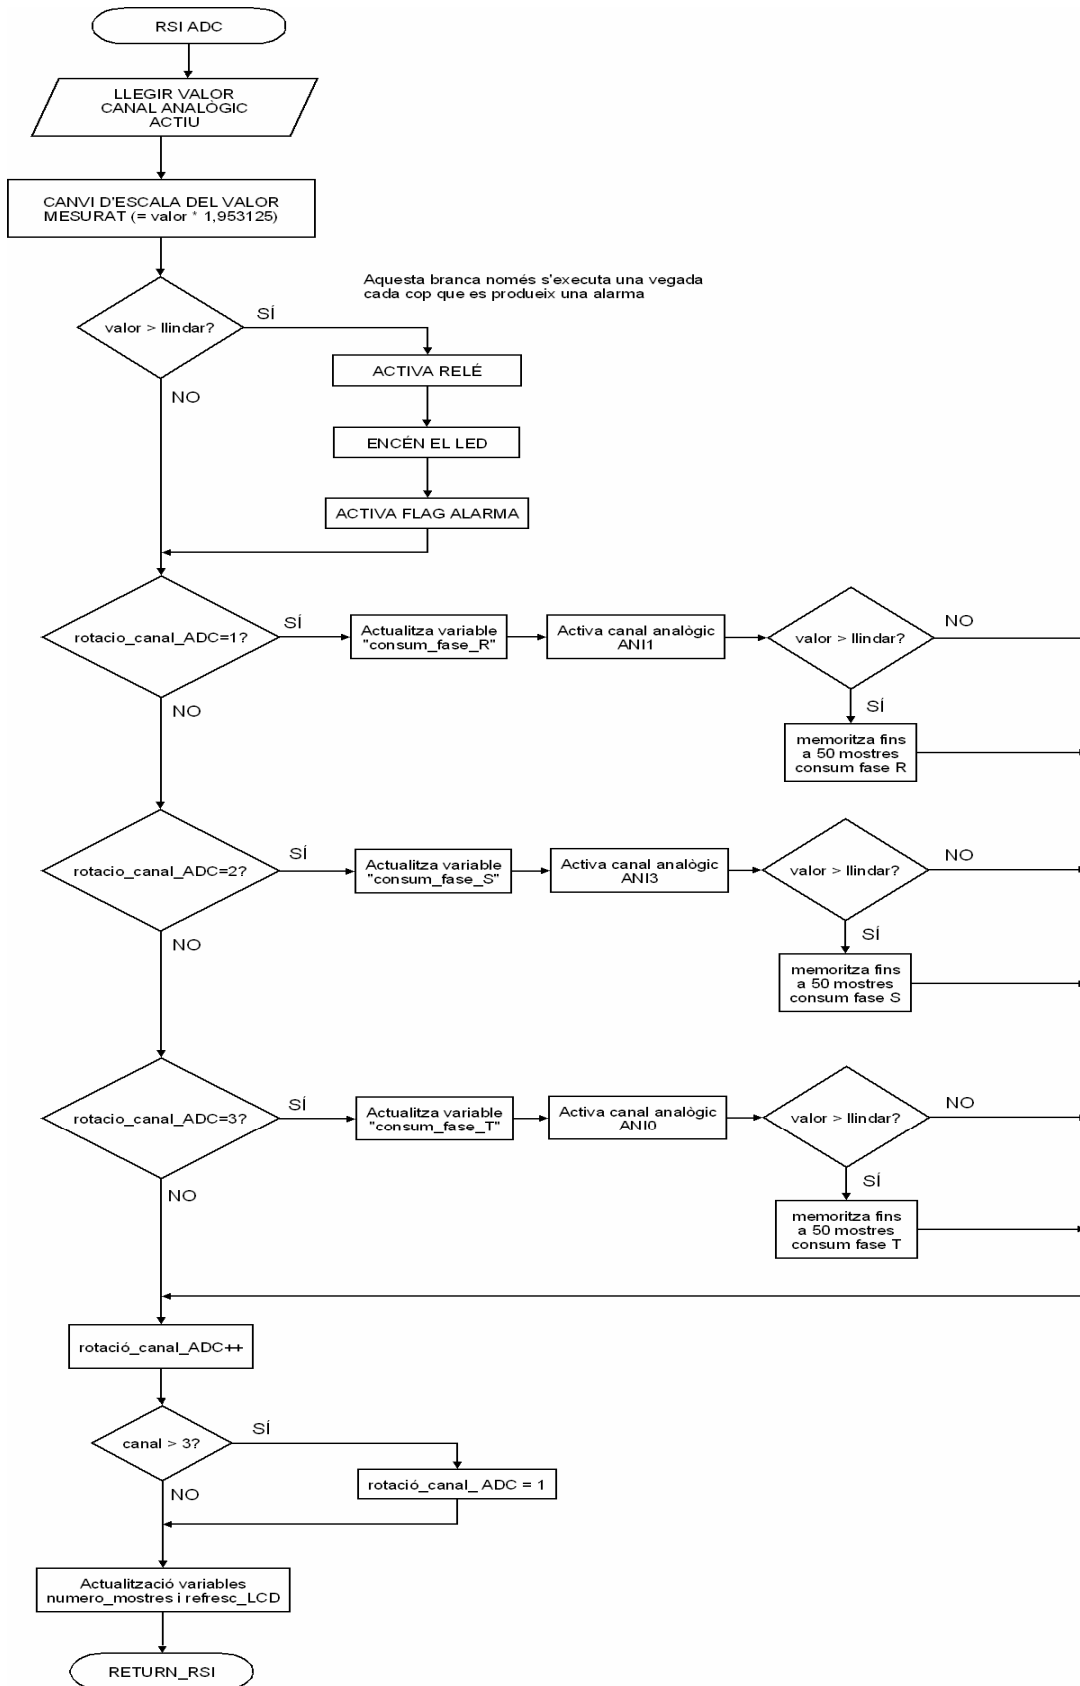 RSI ADC
LLEGIR VALOR
CANAL ANALÒGIC
ACTIU
CANVI D'ESCALA DEL VALOR
MESURAT (= valor * 1,953125)
Aquesta branca només s'executa una vegada
cada cop que es produeix una alarma
valor > llindar?
SÍ
ACTIVA RELÉ
NO
ENCÉN EL LED
ACTIVA FLAG ALARMA
rotacio_canal_ADC=1?
SÍ
Actualitza variable
"consum_fase_R"
Activa canal analògic
ANI1
valor > llindar?
NO
SÍ
NO
memoritza fins
a 50 mostres
consum fase R
rotacio_canal_ADC=2?
SÍ
Actualitza variable
"consum_fase_S"
Activa canal analògic
ANI3
valor > llindar?
NO
SÍ
NO
memoritza fins
a 50 mostres
consum fase S
rotacio_canal_ADC=3?
SÍ
Actualitza variable
"consum_fase_T"
Activa canal analògic
ANI0
valor > llindar?
NO
SÍ
NO
memoritza fins
a 50 mostres
consum fase T
rotació_canal_ADC++
canal > 3?
SÍ
rotació_canal_ ADC = 1
NO
Actualització variables
numero_mostres i refresc_LCD
RETURN_RSI